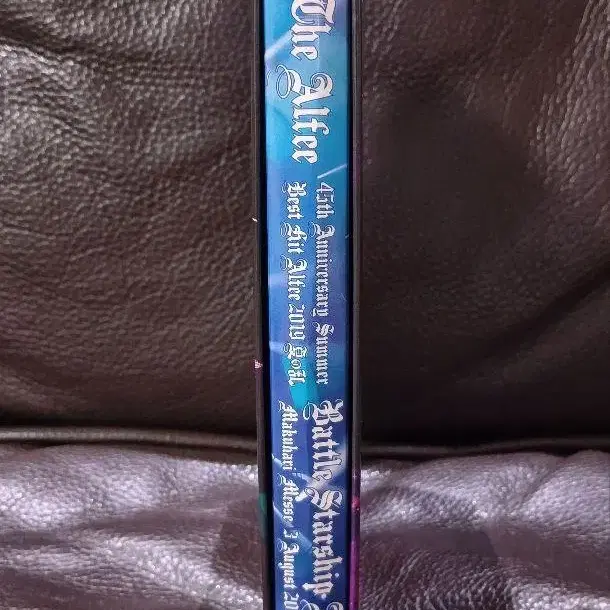 The Alfee
45th Anniversary Summer
Best Hit Alfee 2019 夏の乱
Battle Starship
Makuhari Messe 3 August